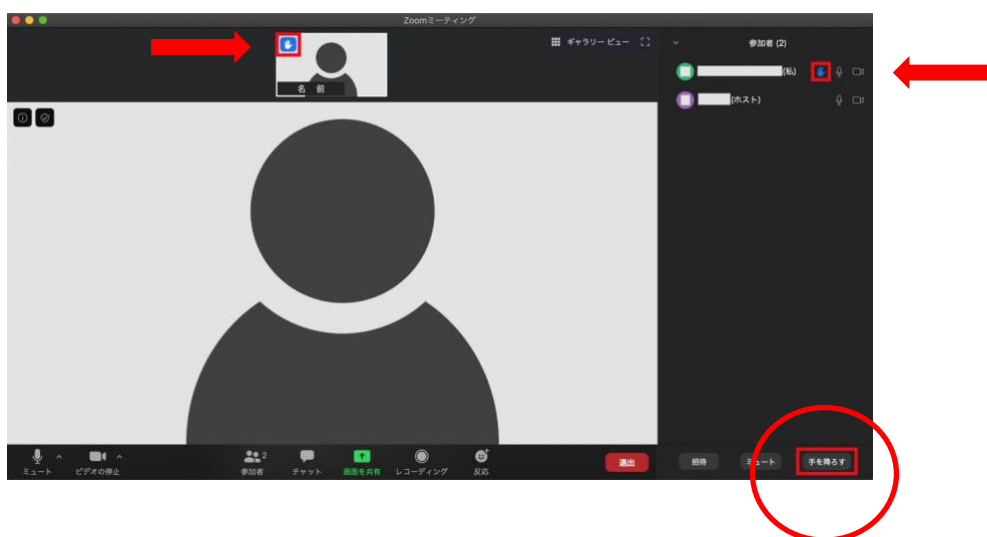 Zoomミーティング
ギャラリービュー
名 前
参加者 (2)
(私)
(ホスト)
ミュート
ビデオの停止
2
参加者
チャット
画面を共有
レコーディング
反応
退出
招待
ミュート
手を降ろす